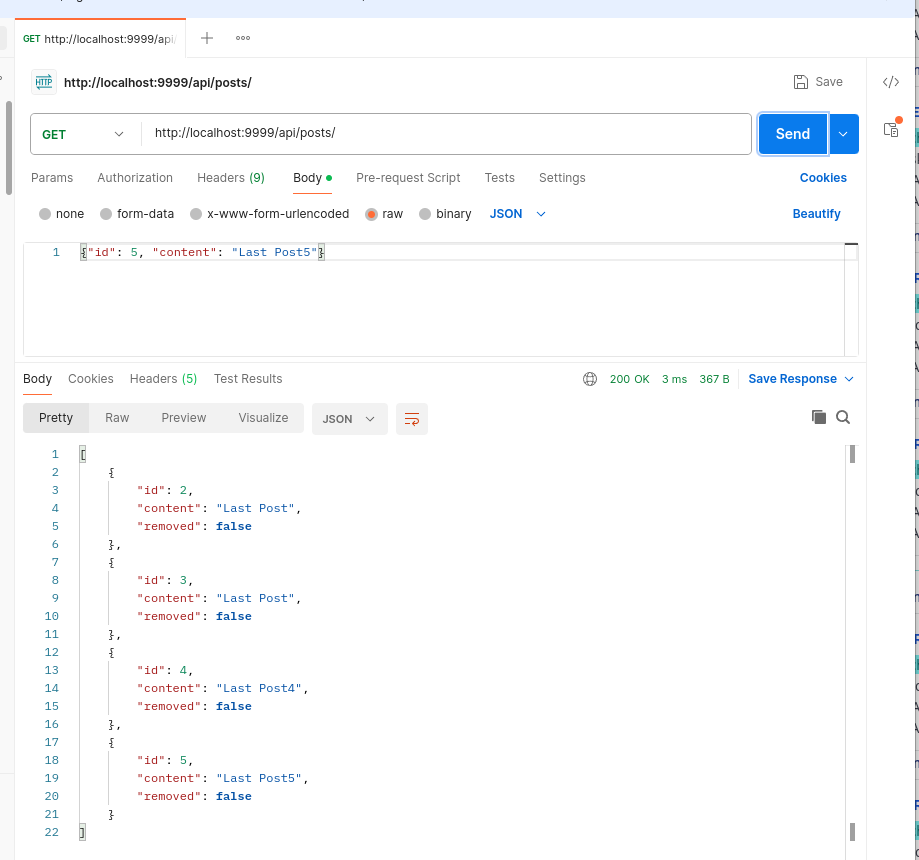 GET http://localhost:9999/api/
http://localhost:9999/api/posts/
Save
GET
http://localhost:9999/api/posts/
Send
Params Authorization Headers (9) Body Pre-request Script Tests Settings Cookies
none form-data x-www-form-urlencoded raw binary JSON Beautify
1 {"id": 5, "content": "Last Post5"}
Body Cookies Headers (5) Test Results 200 OK 3 ms 367 B Save Response
Pretty Raw Preview Visualize JSON
1 [
2 {
3 "id": 2,
4 "content": "Last Post",
5 "removed": false
6 },
7 {
8 "id": 3,
9 "content": "Last Post",
10 "removed": false
11 },
12 {
13 "id": 4,
14 "content": "Last Post4",
15 "removed": false
16 },
17 {
18 "id": 5,
19 "content": "Last Post5",
20 "removed": false
21 }
22 ]